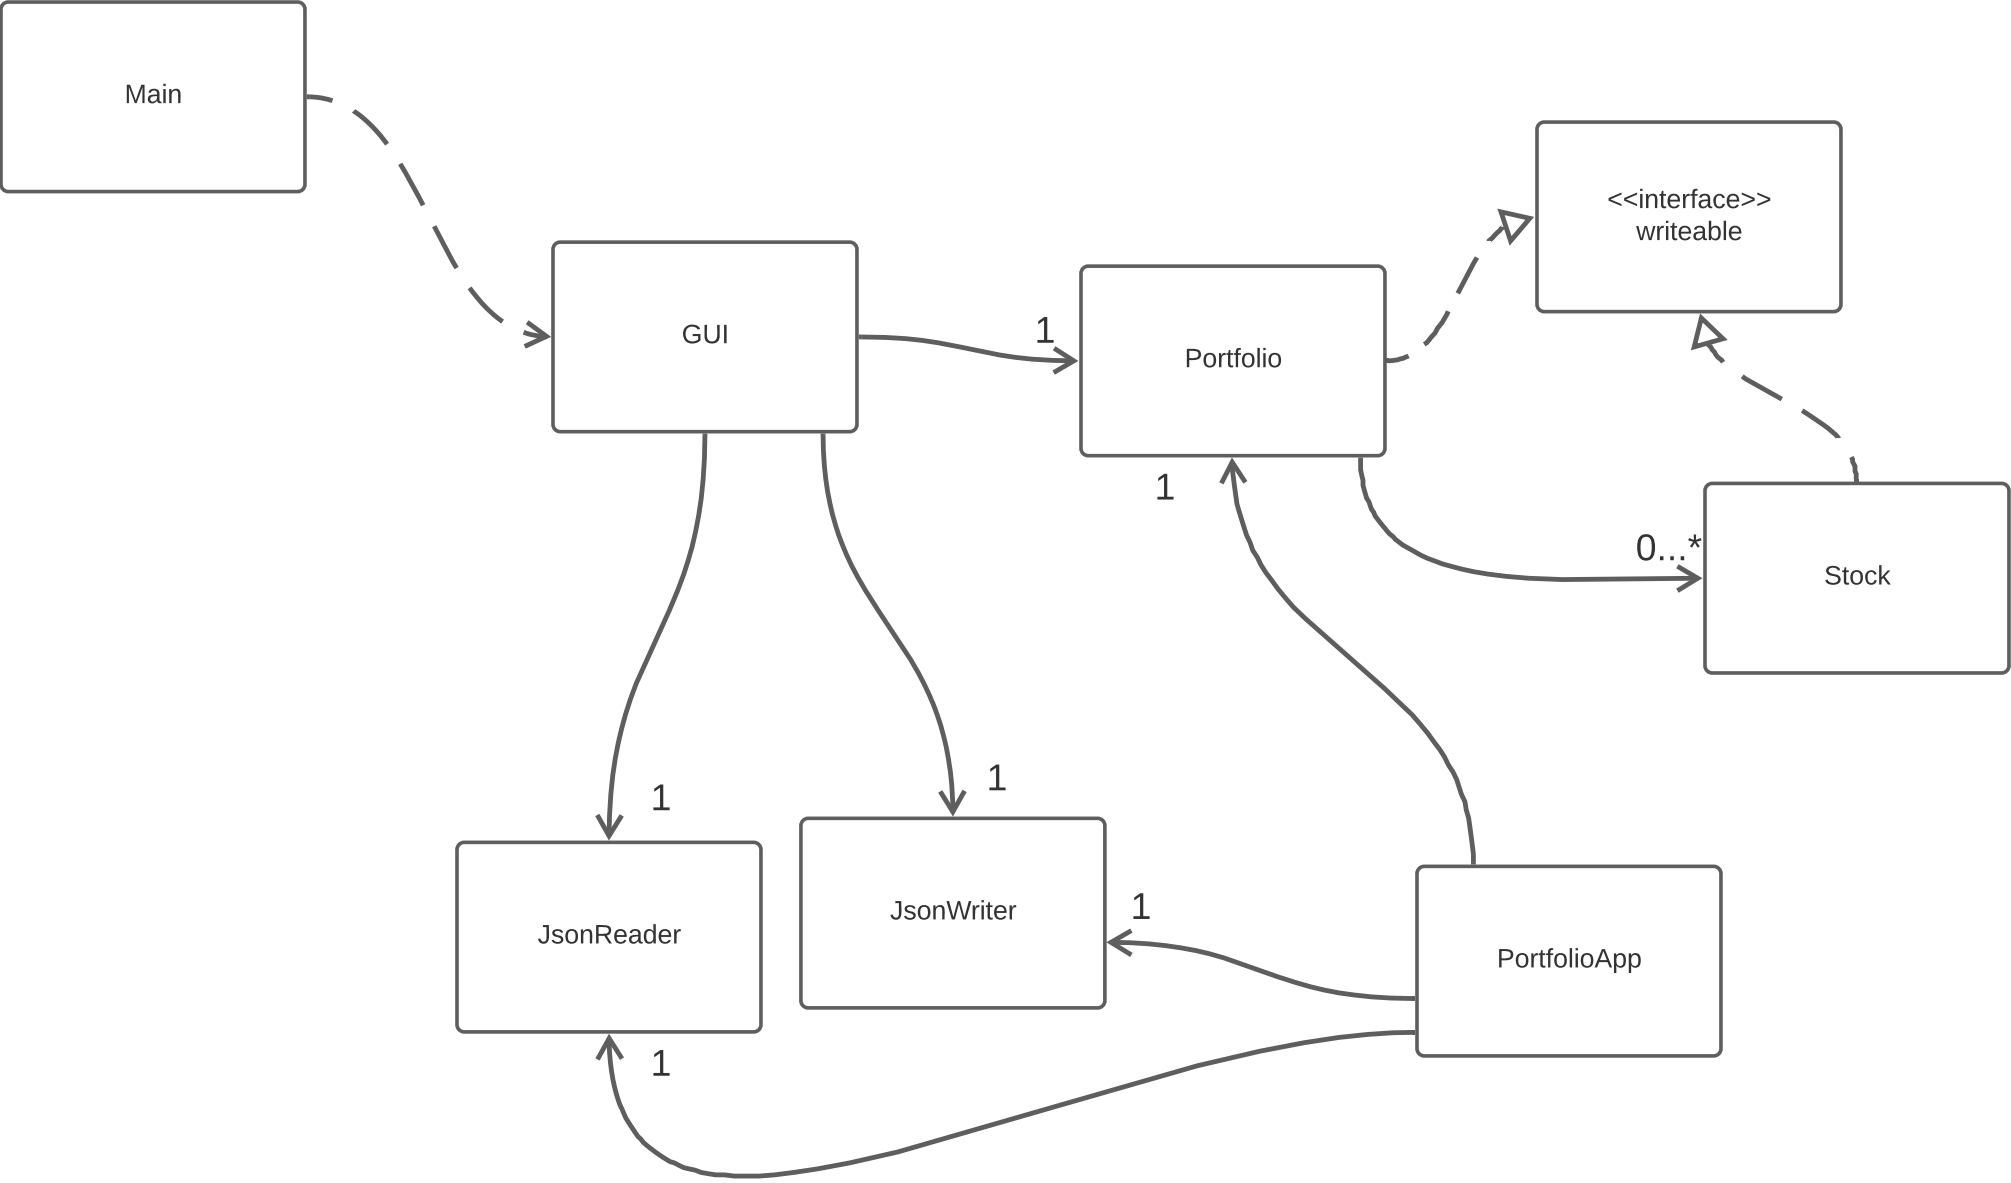 Main
<<interface>>
writeable
GUI
1
Portfolio
1
0...*
Stock
1
1
JsonReader
JsonWriter
1
PortfolioApp
1